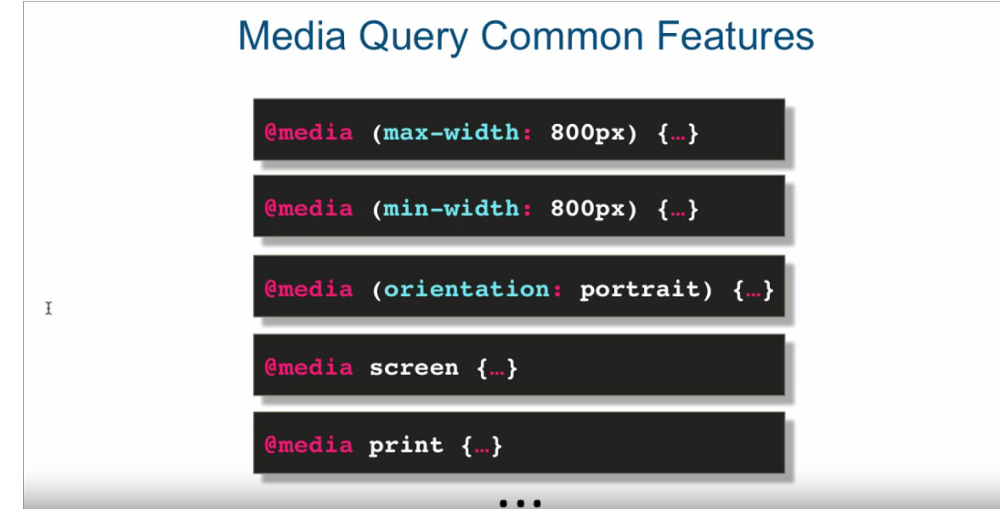 Media Query Common Features
@media (max-width: 800px) {…}
@media (min-width: 800px) {…}
@media (orientation: portrait) {…}
@media screen {…}
@media print {…}
...